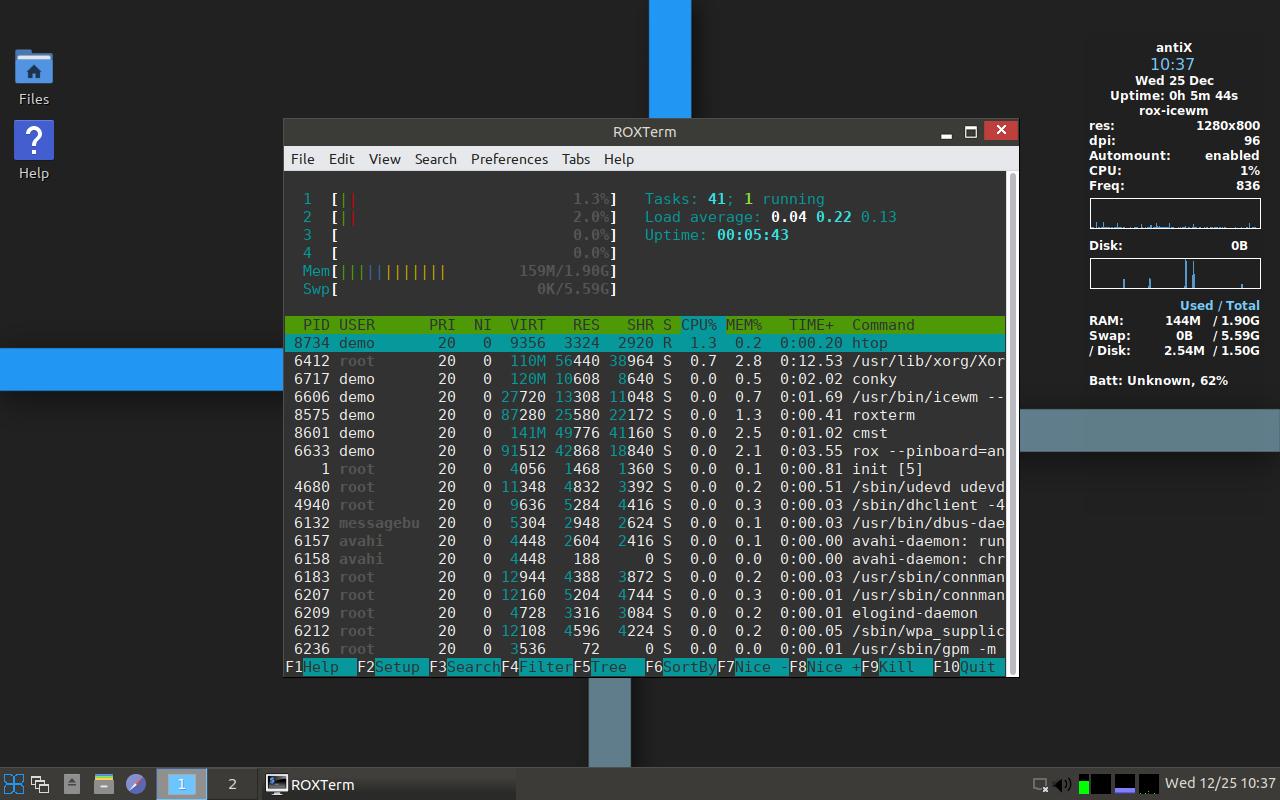 Files
Help
ROXTerm
File Edit View Search Preferences Tabs Help
1 [|| 1.3%] Tasks: 41; 1 running
2 [|| 2.0%] Load average: 0.04 0.22 0.13
3 [ 0.0%] Uptime: 00:05:43
4 [ 0.0%]
Mem[|||||||||||| 159M/1.90G]
Swp[ 0K/5.59G]
PID USER PRI NI VIRT RES SHR S CPU% MEM% TIME+ Command
8734 demo 20 0 9356 3324 2920 R 1.3 0.2 0:00.20 htop
6412 root 20 0 110M 56440 38964 S 0.7 2.8 0:12.53 /usr/lib/xorg/Xor
6717 demo 20 0 120M 10608 8640 S 0.0 0.5 0:02.02 conky
6606 demo 20 0 27720 13308 11048 S 0.0 0.7 0:01.69 /usr/bin/icewm --
8575 demo 20 0 87280 25580 22172 S 0.0 1.3 0:00.41 roxterm
8601 demo 20 0 141M 49776 41160 S 0.0 2.5 0:01.02 cmst
6633 demo 20 0 91512 42868 18840 S 0.0 2.1 0:03.55 rox --pinboard=an
1 root 20 0 4056 1468 1360 S 0.0 0.1 0:00.81 init [5]
4680 root 20 0 11348 4832 3392 S 0.0 0.2 0:00.51 /sbin/udevd udevd
4940 root 20 0 9636 5284 4416 S 0.0 0.3 0:00.03 /sbin/dhclient -4
6132 messagebu 20 0 5304 2948 2624 S 0.0 0.1 0:00.03 /usr/bin/dbus-dae
6157 avahi 20 0 4448 2604 2416 S 0.0 0.1 0:00.00 avahi-daemon: run
6158 avahi 20 0 4448 188 0 S 0.0 0.0 0:00.00 avahi-daemon: chr
6183 root 20 0 12944 4388 3872 S 0.0 0.2 0:00.03 /usr/sbin/connman
6207 root 20 0 12160 5204 4744 S 0.0 0.3 0:00.01 /usr/sbin/connman
6209 root 20 0 4728 3316 3084 S 0.0 0.2 0:00.01 elogind-daemon
6212 root 20 0 12108 4596 4224 S 0.0 0.2 0:00.05 /sbin/wpa_supplic
6236 root 20 0 3536 72 0 S 0.0 0.0 0:00.01 /usr/sbin/gpm -m
F1Help F2Setup F3SearchF4FilterF5Tree F6SortByF7Nice -F8Nice +F9Kill F10Quit
antiX
10:37
Wed 25 Dec
Uptime: 0h 5m 44s
rox-icewm
res: 1280x800
dpi: 96
Automount: enabled
CPU: 1%
Freq: 836
Disk: 0B
Used / Total
RAM: 144M / 1.90G
Swap: 0B / 5.59G
/ Disk: 2.54M / 1.50G
Batt: Unknown, 62%
1 2 ROXTerm Wed 12/25 10:37